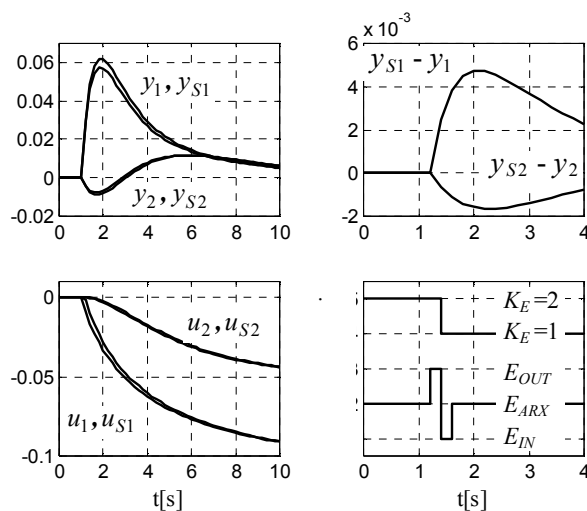 0.06
0.04
0.02
0
-0.02
0 2 4 6 8 10
y1, yS1
y2, yS2
x 10-3
6
4
2
0
-2
0 1 2 3 4
yS1 - y1
yS2 - y2
0
-0.05
-0.1
0 2 4 6 8 10
t[s]
u2, uS2
u1, uS1
KE=2
KE=1
EOUT
EARX
EIN
0 1 2 3 4
t[s]